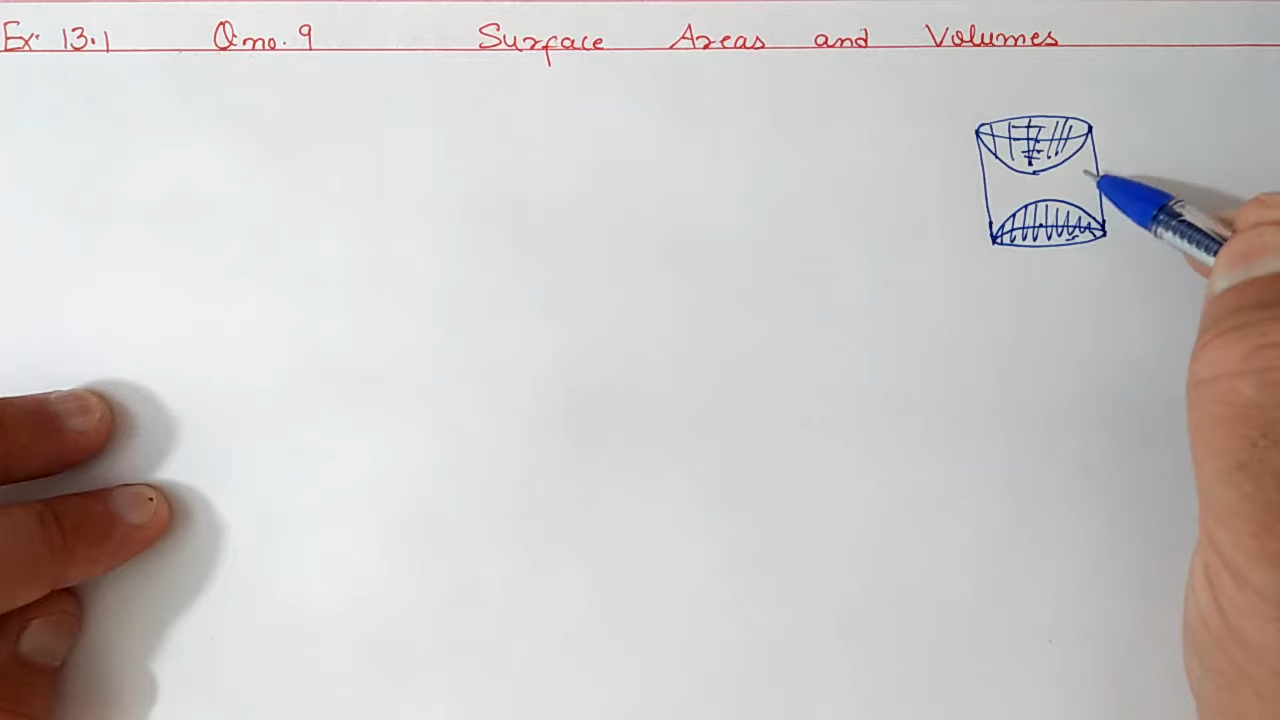 Ex. 13.1 Q.no. 9 Surface Areas and Volumes